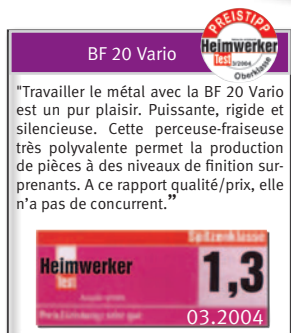 PREISTIPP
BF 20 Vario
Heimwerker
Test
3/2004
Oberklasse
"Travailler le métal avec la BF 20 Vario
est un pur plaisir. Puissante, rigide et
silencieuse. Cette perceuse-fraiseuse
très polyvalente permet la production
de pièces à des niveaux de finition sur-
prenants. A ce rapport qualité/prix, elle
n'a pas de concurrent.”
Spitzenklasse
Heimwerker
Test
1,3
03.2004